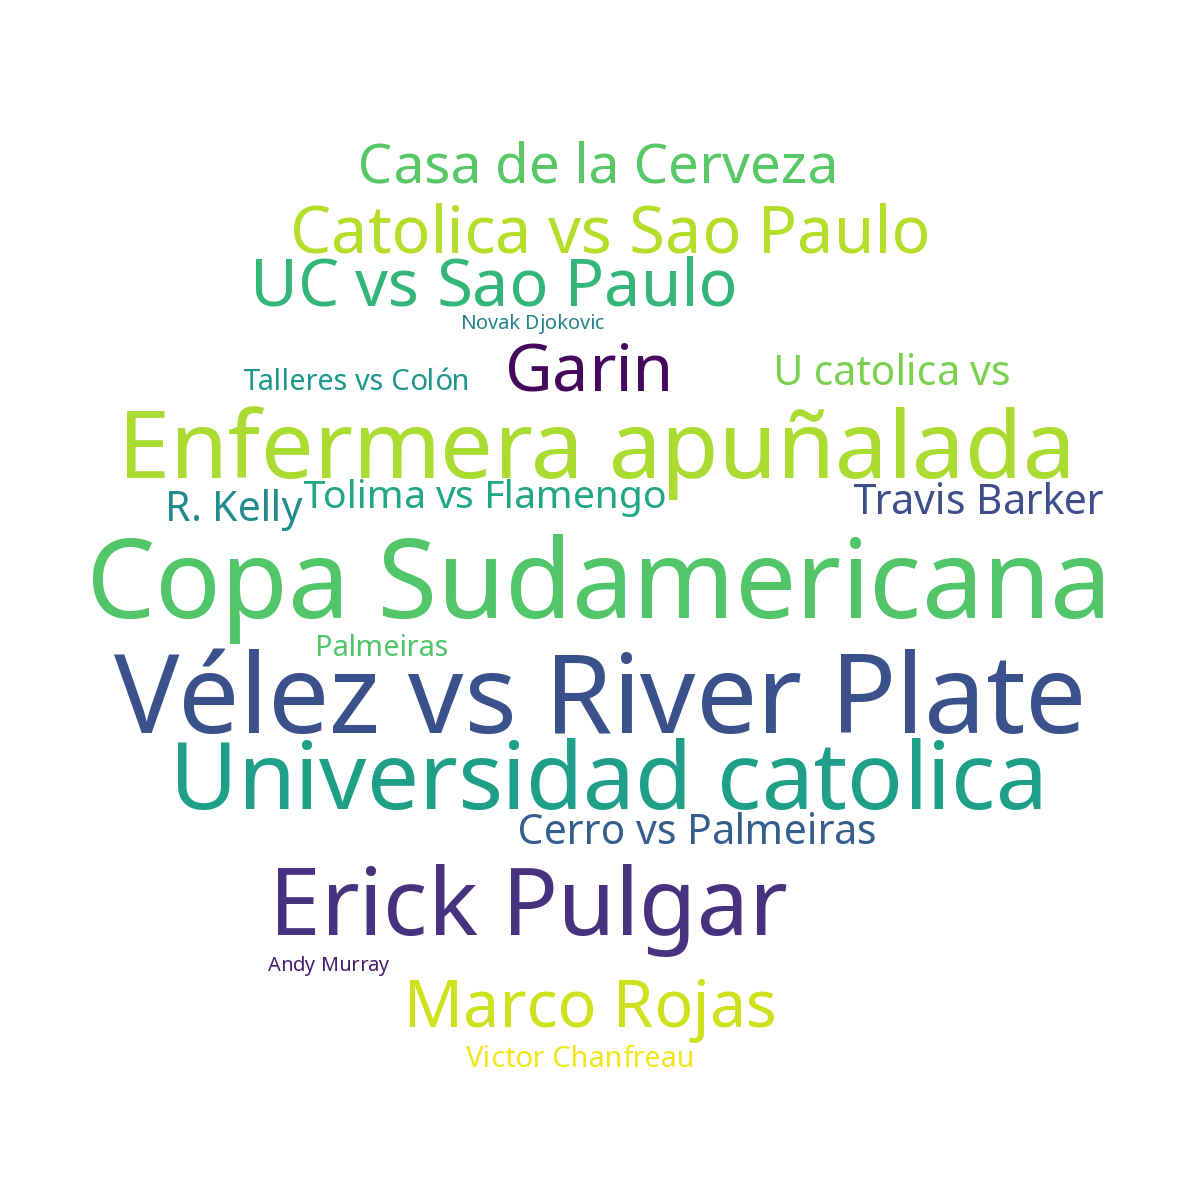 Casa de la Cerveza
Catolica vs Sao Paulo
UC vs Sao Paulo
Novak Djokovic
Garin
Talleres vs Colón
U catolica vs
Enfermera apuñalada
R. Kelly
Tolima vs Flamengo
Travis Barker
Copa Sudamericana
Palmeiras
Vélez vs River Plate
Universidad catolica
Cerro vs Palmeiras
Erick Pulgar
Andy Murray
Marco Rojas
Victor Chanfreau